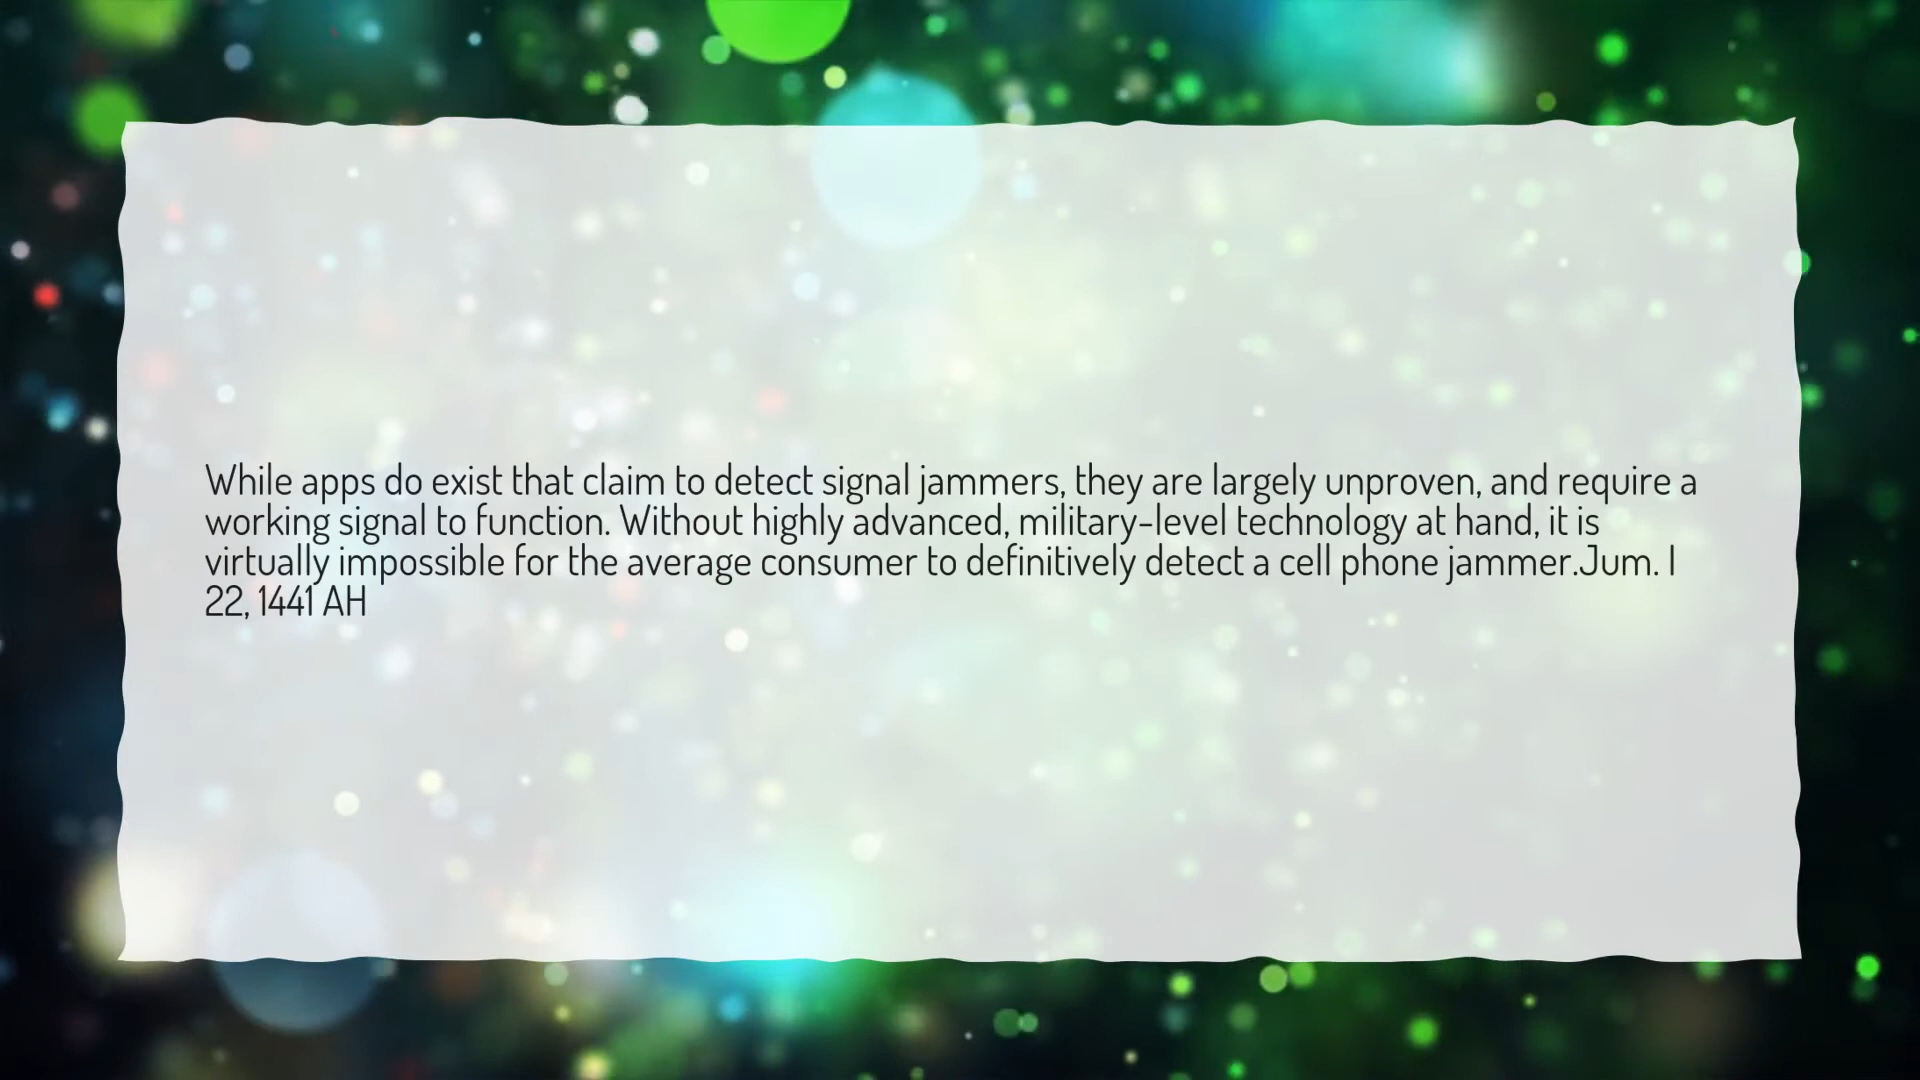 While apps do exist that claim to detect signal jammers, they are largely unproven, and require a
working signal to function. Without highly advanced, military-level technology at hand, it is
virtually impossible for the average consumer to definitively detect a cell phone jammer.Jum. I
22, 1441 AH